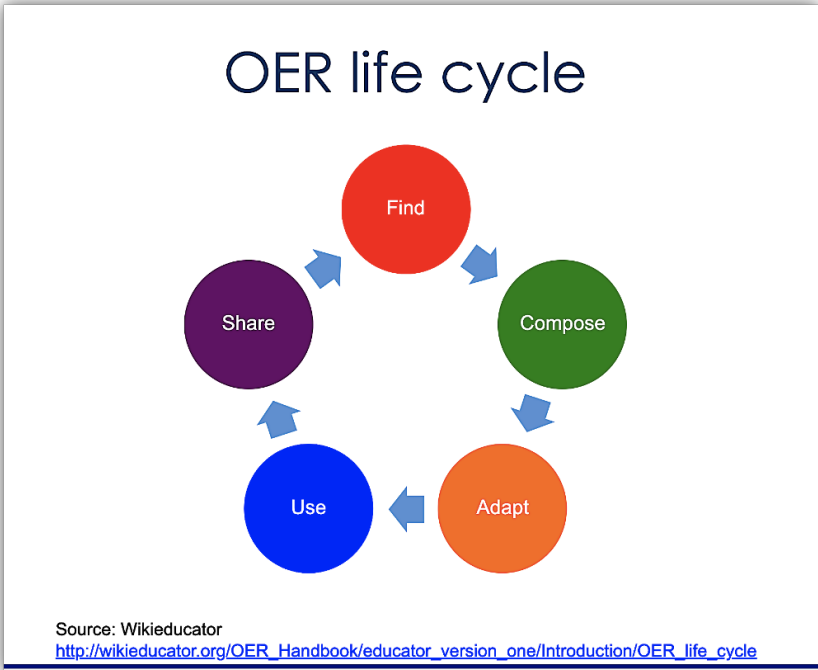 OER life cycle
Find
Compose
Adapt
Use
Share
Source: Wikieducator
http://wikieducator.org/OER_Handbook/educator_version_one/Introduction/OER_life_cycle